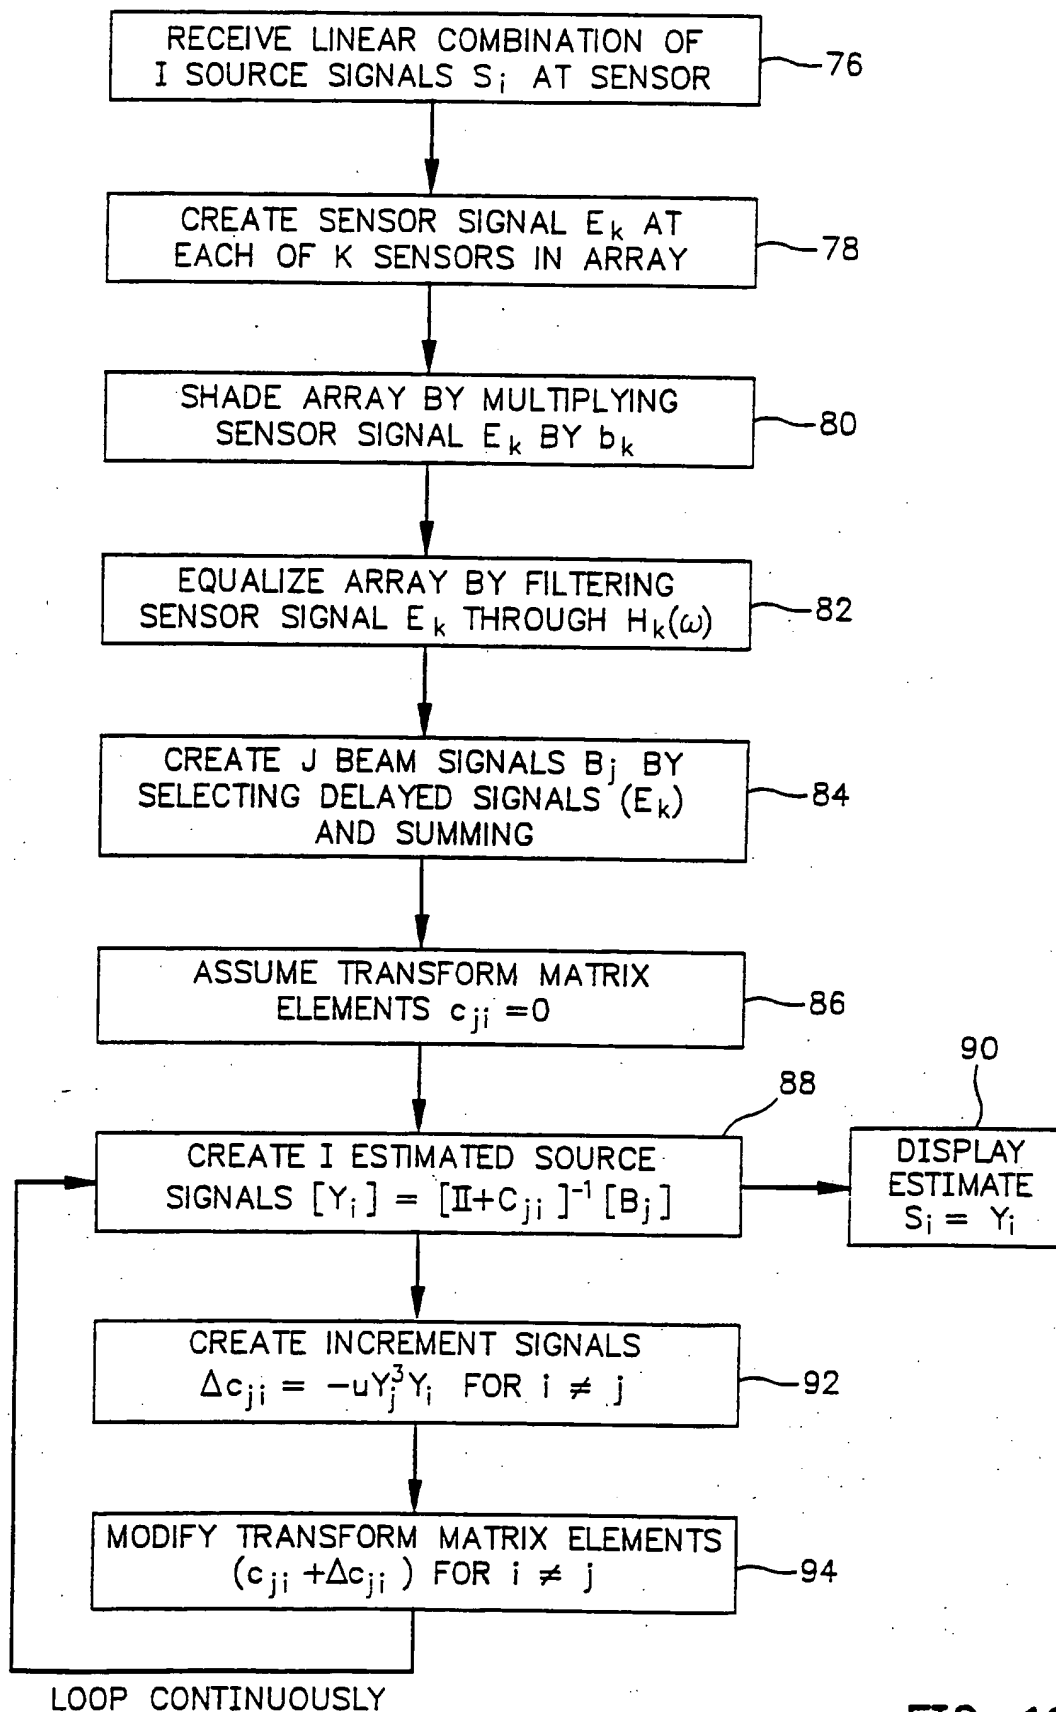 RECEIVE LINEAR COMBINATION OF
I SOURCE SIGNALS Si AT SENSOR
76
CREATE SENSOR SIGNAL Ek AT
EACH OF K SENSORS IN ARRAY
78
SHADE ARRAY BY MULTIPLYING
SENSOR SIGNAL Ek BY bk
80
EQUALIZE ARRAY BY FILTERING
SENSOR SIGNAL Ek THROUGH Hk(ω)
82
CREATE J BEAM SIGNALS Bj BY
SELECTING DELAYED SIGNALS (Ek)
AND SUMMING
84
ASSUME TRANSFORM MATRIX
ELEMENTS cji =0
86
88
90
CREATE I ESTIMATED SOURCE
SIGNALS [Yi] = [II+Cji]⁻¹ [Bj]
DISPLAY
ESTIMATE
Si = Yi
CREATE INCREMENT SIGNALS
Δcji = -uYj³Yi FOR i ≠ j
92
MODIFY TRANSFORM MATRIX ELEMENTS
(cji +Δcji) FOR i ≠ j
94
LOOP CONTINUOUSLY